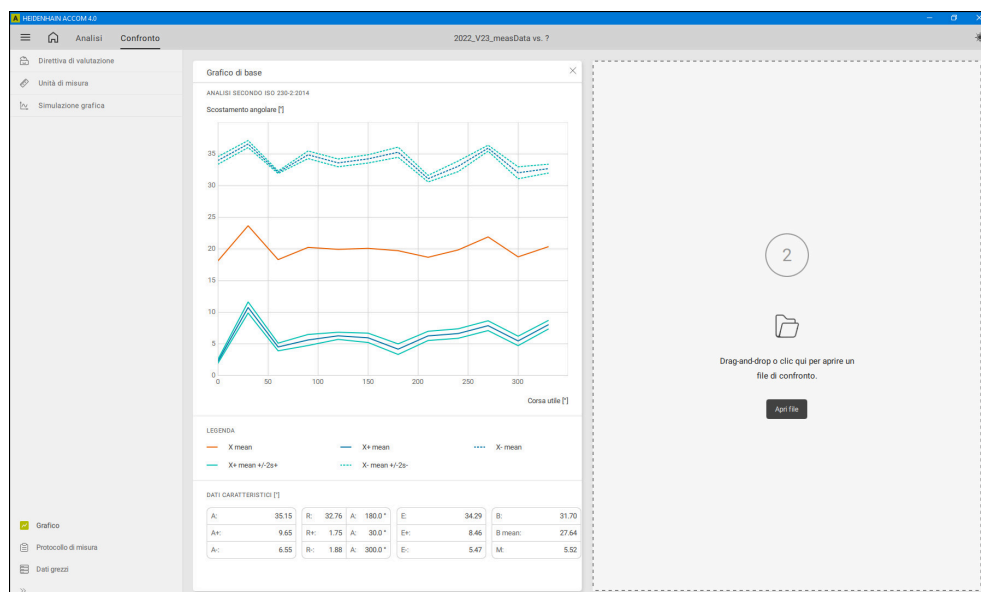 HEIDENHAIN ACCOM 4.0
Analisi Confronto 2022_V23_measData vs. ?
Direttiva di valutazione
Unità di misura
Simulazione grafica
Grafico di base
ANALISI SECONDO ISO 230-2:2014
Scostamento angolare ["]
35
30
25
20
15
10
5
0
0 50 100 150 200 250 300
Corsa utile [°]
LEGENDA
X mean X+ mean X- mean
X+ mean +/-2s+ X- mean +/-2s-
DATI CARATTERISTICI ["]
A: 35.15 R: 32.76 A: 180.0 ° E: 34.29 B: 31.70
A+: 9.65 R+: 1.75 A: 30.0 ° E+: 8.46 B mean: 27.64
A-: 6.55 R-: 1.88 A: 300.0 ° E-: 5.47 M: 5.52
2
Drag-and-drop o clic qui per aprire un
file di confronto.
Apri file
Grafico
Protocollo di misura
Dati grezzi